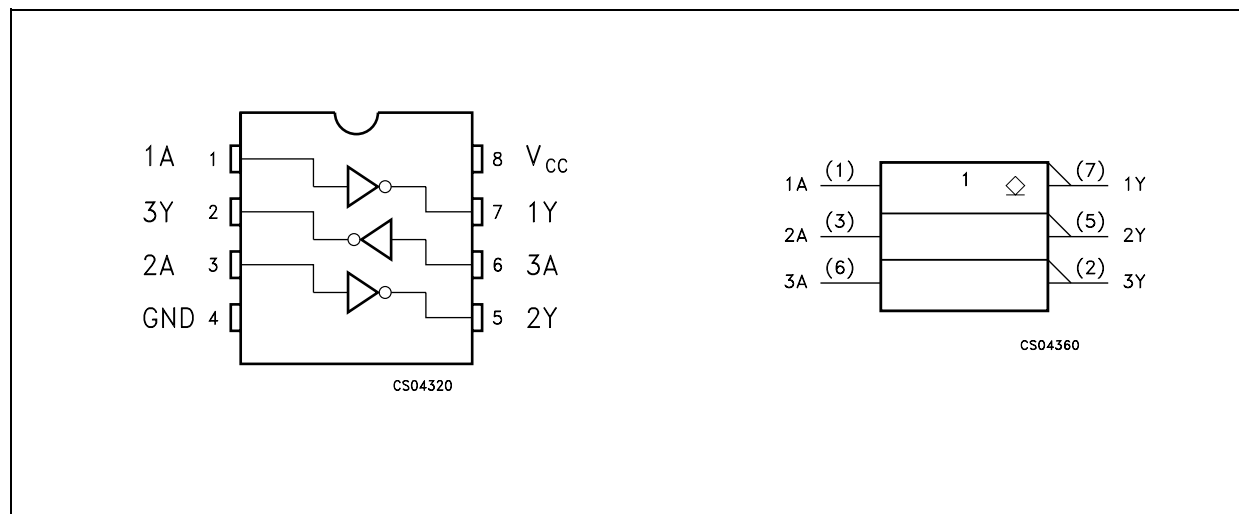 1A 1 8 VCC
3Y 2 7 1Y
2A 3 6 3A
GND 4 5 2Y
CS04320
1A (1) 1 (7) 1Y
2A (3) (5) 2Y
3A (6) (2) 3Y
CS04360